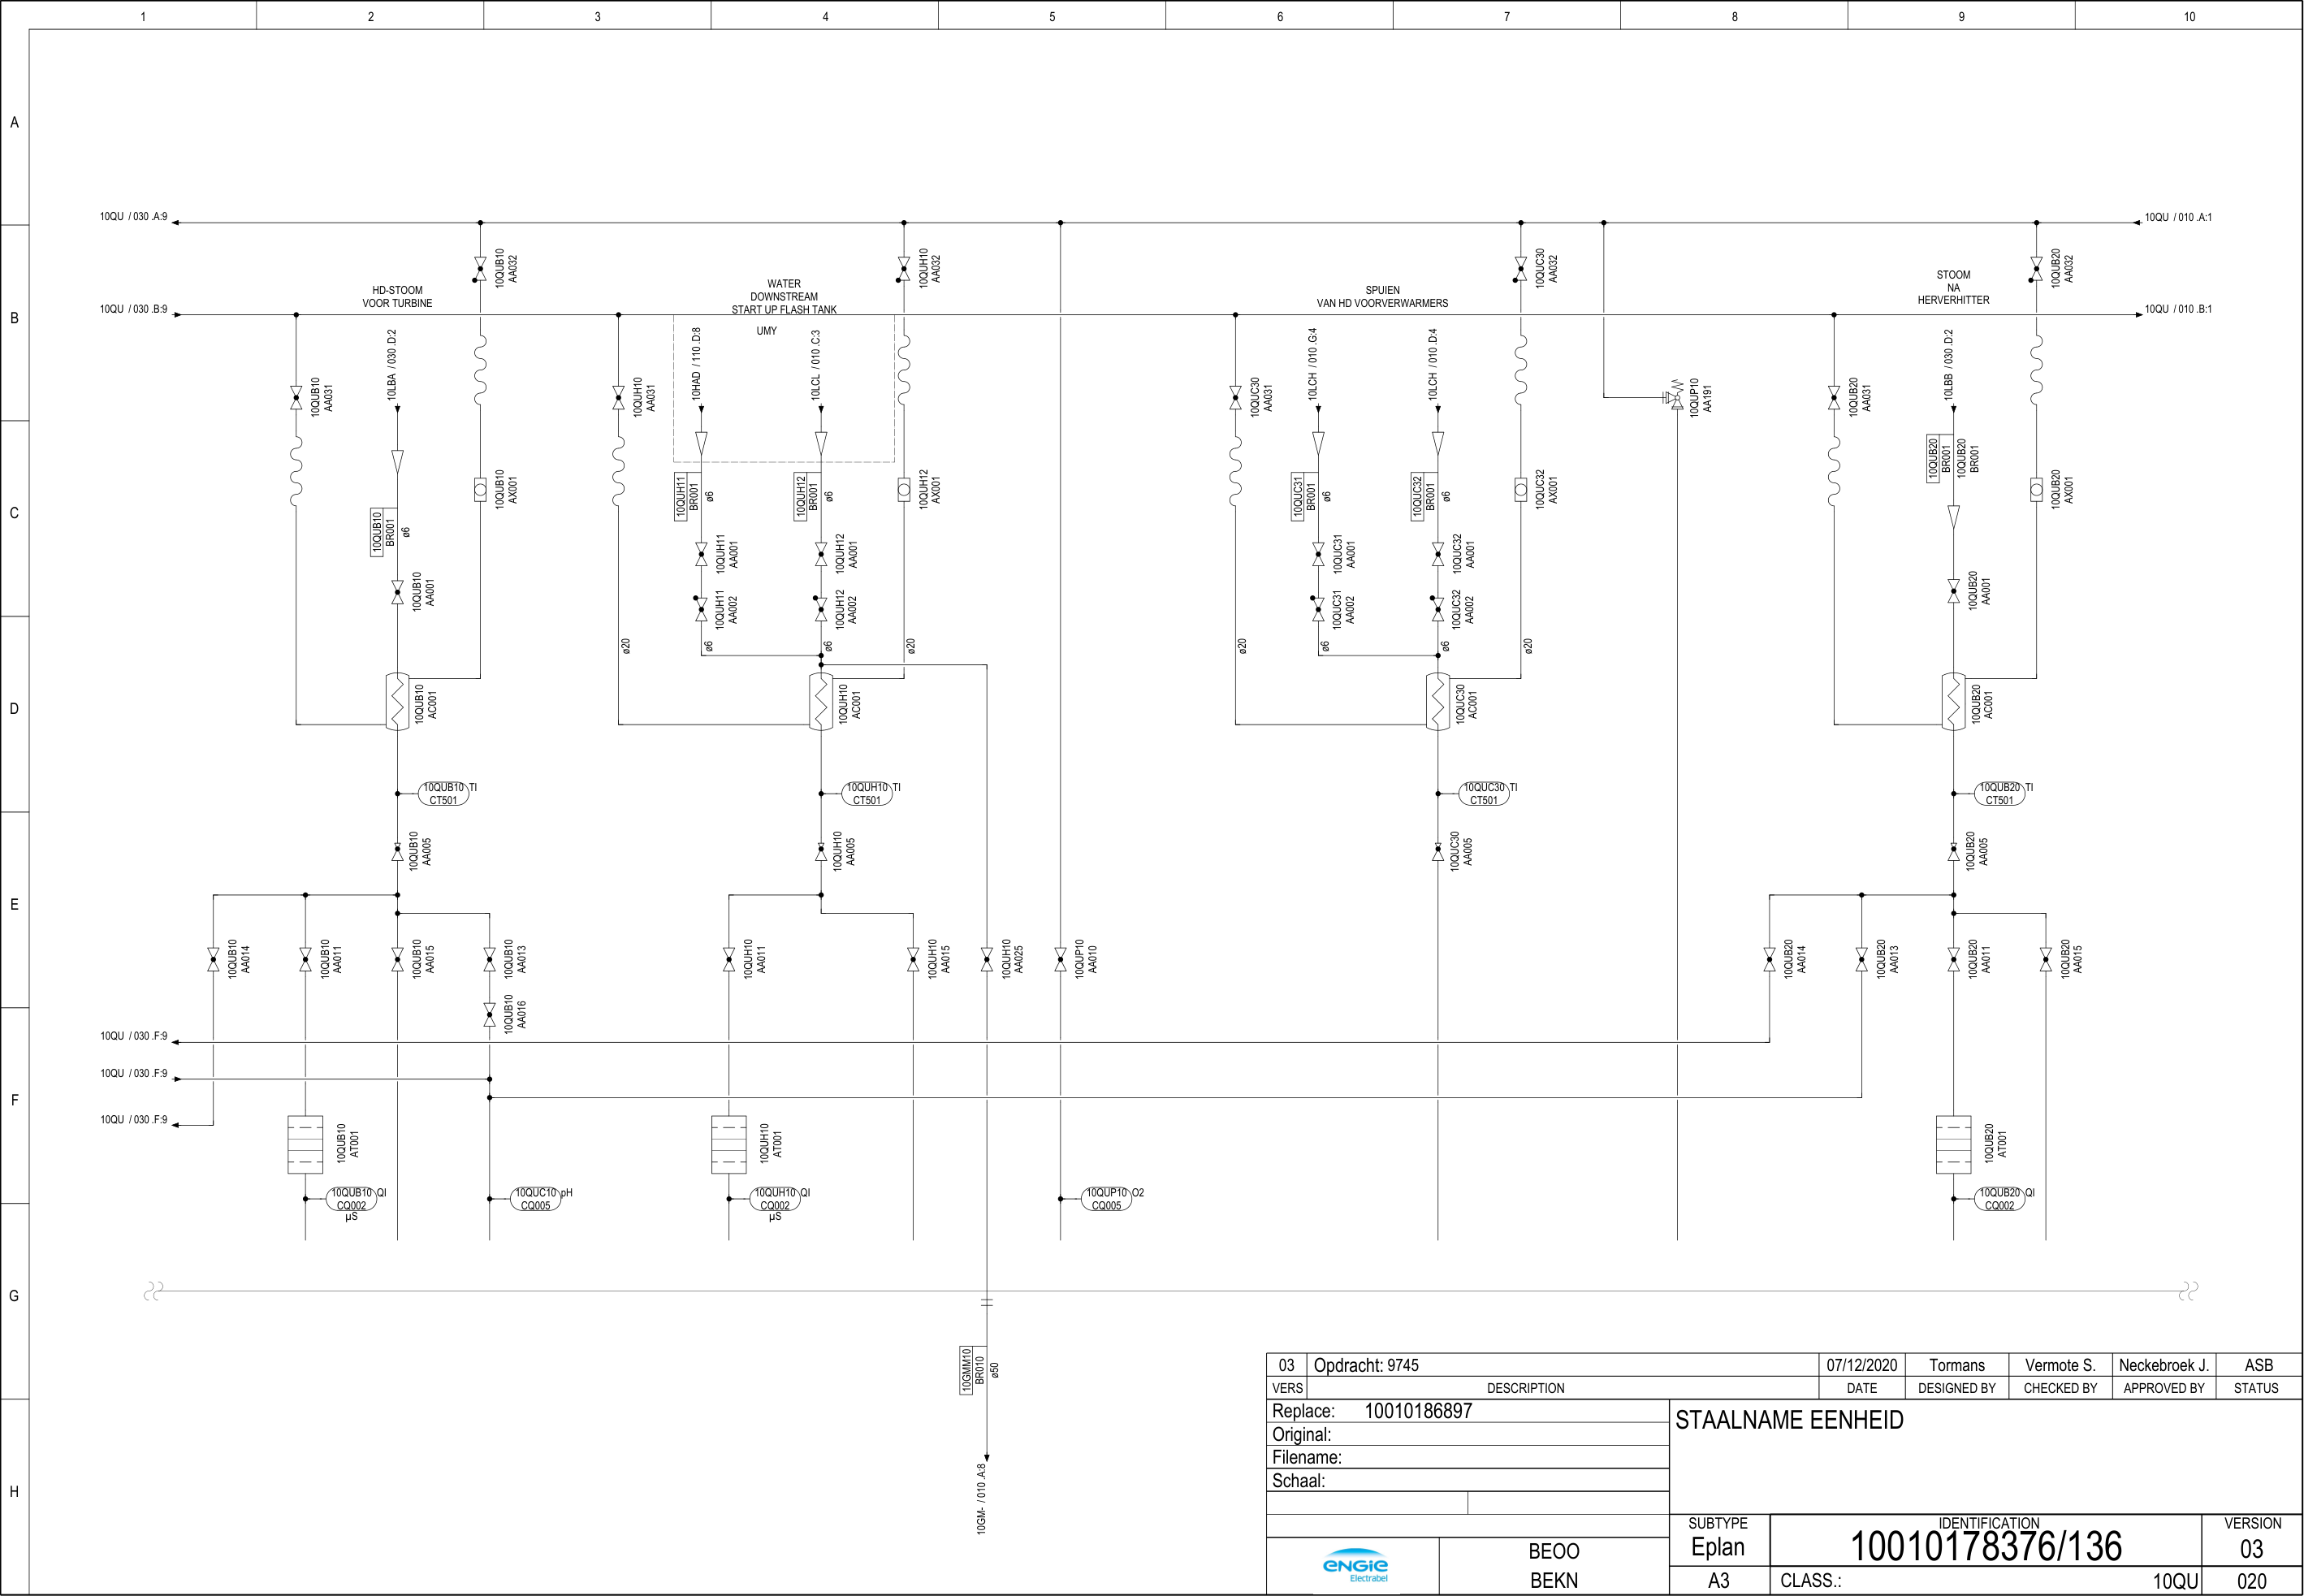 1 2 3 4 5 6 7 8 9 10
A
10QU / 030 .A:9
10QU / 010 .A:1
10QUB10
AA032
10QUH10
AA032
10QUC30
AA032
10QUB20
AA032
HD-STOOM
VOOR TURBINE
WATER
DOWNSTREAM
START UP FLASH TANK
UMY
SPUIEN
VAN HD VOORVERWARMERS
STOOM
NA
HERVERHITTER
B
10QU / 030 .B:9
10QU / 010 .B:1
10QUB10
AA031
10LBA / 030 .D:2
10QUH10
AA031
10HAD / 110 .D:8
10LCL / 010 .C:3
10QUC30
AA031
10LCH / 010 .G:4
10LCH / 010 .D:4
10QUP10
AA191
10QUB20
AA031
10LBB / 030 .D:2
C
10QUB10
BR001
ø6
10QUB10
AX001
10QUH11
BR001
ø6
10QUH12
BR001
ø6
10QUH12
AX001
10QUC31
BR001
ø6
10QUC32
BR001
ø6
10QUC32
AX001
10QUB20
BR001
10QUB20
BR001
10QUB20
AX001
10QUB10
AA001
10QUH11
AA001
10QUH12
AA001
10QUC31
AA001
10QUC32
AA001
10QUB20
AA001
10QUH11
AA002
10QUH12
AA002
10QUC31
AA002
10QUC32
AA002
ø20
ø6
ø6
ø20
ø20
ø6
ø6
ø20
D
10QUB10
AC001
10QUH10
AC001
10QUC30
AC001
10QUB20
AC001
10QUB10 TI
CT501
10QUH10 TI
CT501
10QUC30 TI
CT501
10QUB20 TI
CT501
10QUB10
AA005
10QUH10
AA005
10QUC30
AA005
10QUB20
AA005
E
10QUB10
AA014
10QUB10
AA011
10QUB10
AA015
10QUB10
AA013
10QUH10
AA011
10QUH10
AA015
10QUH10
AA025
10QUP10
AA010
10QUB20
AA014
10QUB20
AA013
10QUB20
AA011
10QUB20
AA015
10QUB10
AA016
10QU / 030 .F:9
10QU / 030 .F:9
F
10QU / 030 .F:9
10QUB10
AT001
10QUH10
AT001
10QUB20
AT001
10QUB10 QI
CQ002
µS
10QUC10 pH
CQ005
10QUH10 QI
CQ002
µS
10QUP10 O2
CQ005
10QUB20 QI
CQ002
G
10GMM10
BR010
ø50
H
10GM- / 010 .A:8
03 Opdracht: 9745 07/12/2020 Tormans Vermote S. Neckebroek J. ASB
VERS DESCRIPTION DATE DESIGNED BY CHECKED BY APPROVED BY STATUS
Replace: 10010186897
Original:
Filename:
Schaal:
STAALNAME EENHEID
SUBTYPE IDENTIFICATION VERSION
Eplan 10010178376/136 03
A3 CLASS.: 10QU 020
ENGIE
Electrabel
BEOO
BEKN